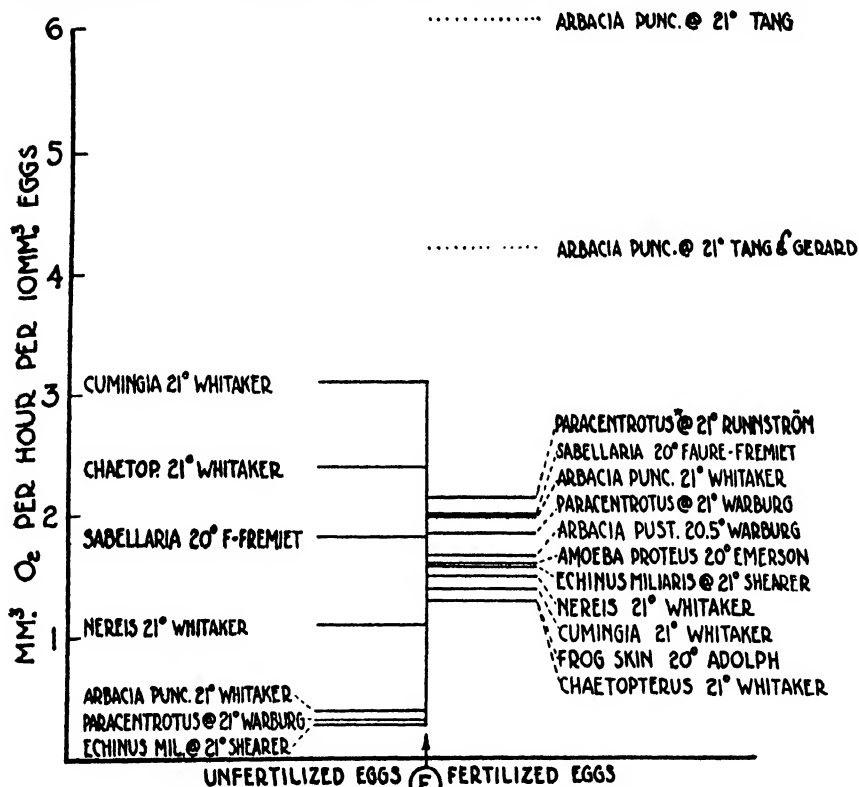 6
5
4
3
2
1
MM.³ O₂ PER HOUR PER 10MM.³ EGGS
ARBACIA PUNC. @ 21° TANG
ARBACIA PUNC. @ 21° TANG & GERARD
CUMINGIA 21° WHITAKER
CHAETOP. 21° WHITAKER
SABELLARIA 20° F-FREMIET
NEREIS 21° WHITAKER
ARBACIA PUNC. 21° WHITAKER
PARACENTROTUS @ 21° WARBURG
ECHINUS MIL. @ 21° SHEARER
PARACENTROTUS* @ 21° RUNNSTRÖM
SABELLARIA 20° FAURE-FREMIET
ARBACIA PUNC. 21° WHITAKER
PARACENTROTUS @ 21° WARBURG
ARBACIA PUST. 20.5° WARBURG
AMOEBA PROTEUS 20° EMERSON
ECHINUS MILIARIS @ 21° SHEARER
NEREIS 21° WHITAKER
CUMINGIA 21° WHITAKER
FROG SKIN 20° ADOLPH
CHAETOPTERUS 21° WHITAKER
UNFERTILIZED EGGS F FERTILIZED EGGS